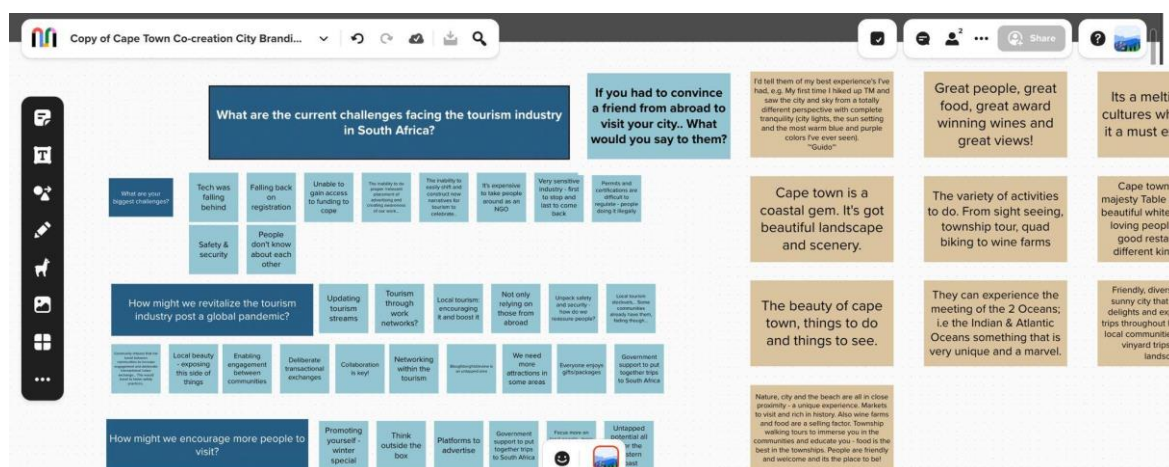 Copy of Cape Town Co-creation City Brandi...
2
Share
What are the current challenges facing the tourism industry
in South Africa?
If you had to convince
a friend from abroad to
visit your city.. What
would you say to them?
I'd tell them of my best experience's I've
had, e.g. My first time I hiked up TM and
saw the city and sky from a totally
different perspective with complete
tranquility (city lights, the sun setting
and the most warm blue and purple
colors I've ever seen).
~Guido~
Great people, great
food, great award
winning wines and
great views!
Its a melti
cultures wh
it a must e
What are your
biggest challenges?
Tech was
falling
behind
Falling back
on
registration
Unable to
gain access
to funding to
cope
The inability to
easily shift and
construct new
narratives for
tourism to
celebrate...
It's expensive
to take people
around as an
NGO
Very sensitive
industry - first
to stop and
last to come
back
Permits and
certifications are
difficult to
regulate - people
doing it illegally
Safety &
security
People
don't know
about each
other
Cape town is a
coastal gem. It's got
beautiful landscape
and scenery.
The variety of activities
to do. From sight seeing,
township tour, quad
biking to wine farms
Cape town
majesty Table
beautiful white
loving people
good resta
different kin
How might we revitalize the tourism
industry post a global pandemic?
Updating
tourism
streams
Tourism
through
work
networks?
Local tourism:
encouraging
it and boost it
Not only
relying on
those from
abroad
Unpack safety
and security -
how do we
reassure people?
Local tourism
Some
communities
already have them,
Local beauty
- exposing
this side of
things
Enabling
engagement
between
communities
Deliberate
transactional
exchanges
Collaboration
is key!
Networking
within the
tourism
We need
more
attractions in
some areas
Everyone enjoys
gifts/packages
Government
support to put
together trips
to South Africa
The beauty of cape
town, things to do
and things to see.
They can experience the
meeting of the 2 Oceans;
i.e the Indian & Atlantic
Oceans something that is
very unique and a marvel.
Friendly, divers
sunny city that
delights and ex
trips throughout
local communitie
vinyard trips
landsc
How might we encourage more people to
visit?
Promoting
yourself -
winter
special
Think
outside the
box
Platforms to
advertise
Government
support to put
together trips
to South Africa
Focus more on
Untapped
potential all
Nature, city and the beach are all in close
proximity - a unique experience. Markets
to visit and rich in history. Also wine farms
and food are a selling factor. Township
walking tours to immerse you in the
communities and educate you - food is the
best in the townships. People are friendly
and welcome and its the place to be!